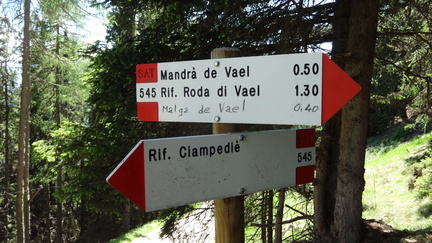 SAT Mandrà de Vael 0.50
545 Rif. Roda di Vael 1.30
Malga de Vael 0.40
Rif. Ciampedìè 545